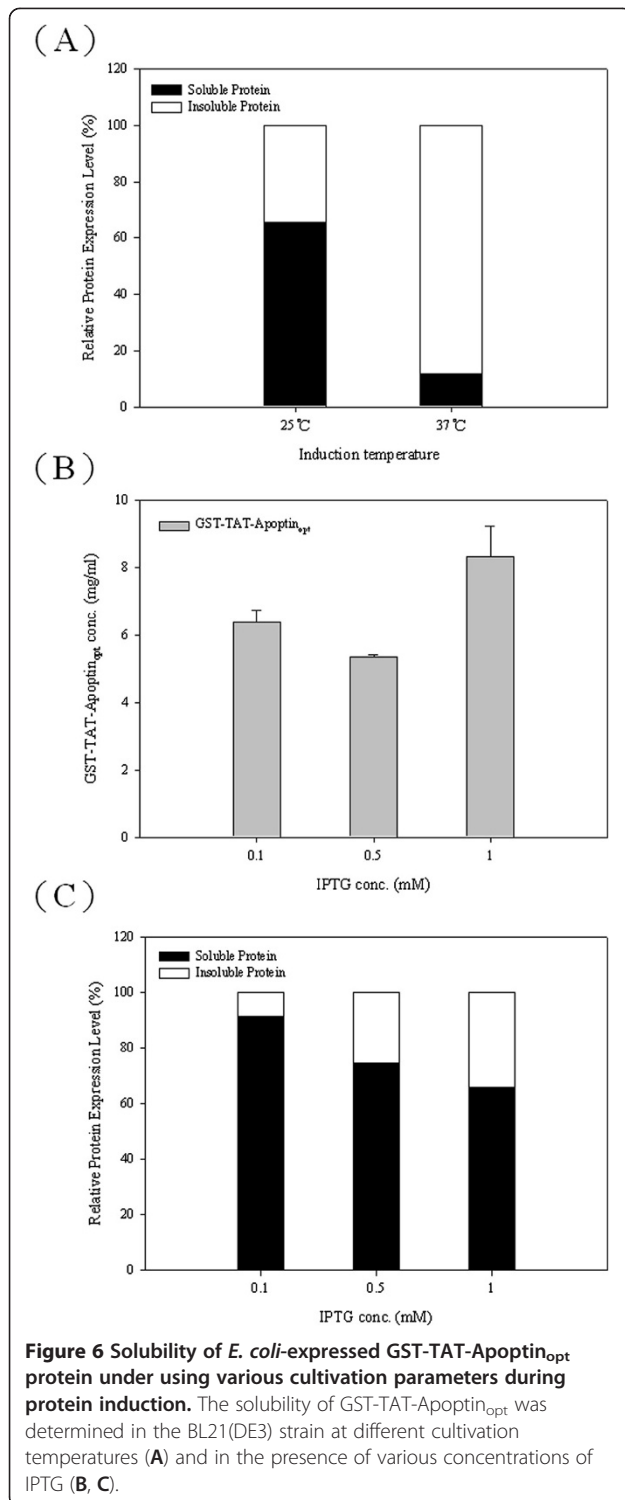 (A)
120
100
80
60
40
20
0
Relative Protein Expression Level (%)
Soluble Protein
Insoluble Protein
25℃
37℃
Induction temperature
(B)
10
8
6
4
2
0
GST-TAT-Apoptinopt conc. (mg/ml)
GST-TAT-Apoptinopt
0.1
0.5
1
IPTG conc. (mM)
(C)
120
100
80
60
40
20
0
Relative Protein Expression Level (%)
Soluble Protein
Insoluble Protein
0.1
0.5
1
IPTG conc. (mM)
Figure 6 Solubility of E. coli-expressed GST-TAT-Apoptinopt
protein under using various cultivation parameters during
protein induction. The solubility of GST-TAT-Apoptinopt was
determined in the BL21(DE3) strain at different cultivation
temperatures (A) and in the presence of various concentrations of
IPTG (B, C).